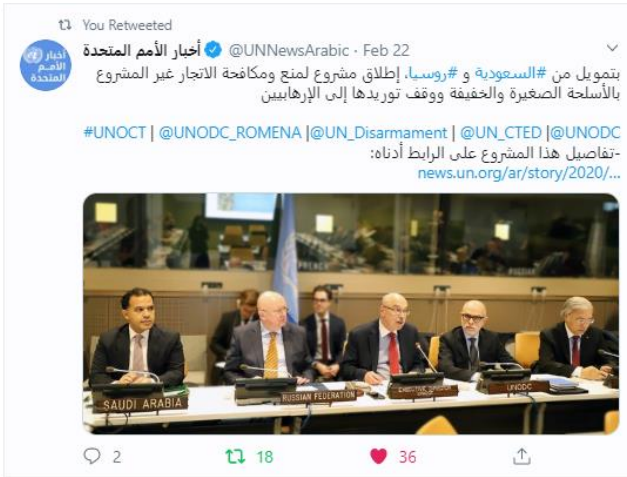 You Retweeted
أخبار الأمم المتحدة @UNNewsArabic · Feb 22
أخبار
الأمم
المتحدة
بتمويل من #السعودية و #روسيا، إطلاق مشروع لمنع ومكافحة الاتجار غير المشروع
بالأسلحة الصغيرة والخفيفة ووقف توريدها إلى الإرهابيين
#UNOCT | @UNODC_ROMENA |@UN_Disarmament | @UN_CTED |@UNODC
-تفاصيل هذا المشروع على الرابط أدناه:
news.un.org/ar/story/2020/...
SAUDI ARABIA
RUSSIAN FEDERATION
UNODC
2
18
36